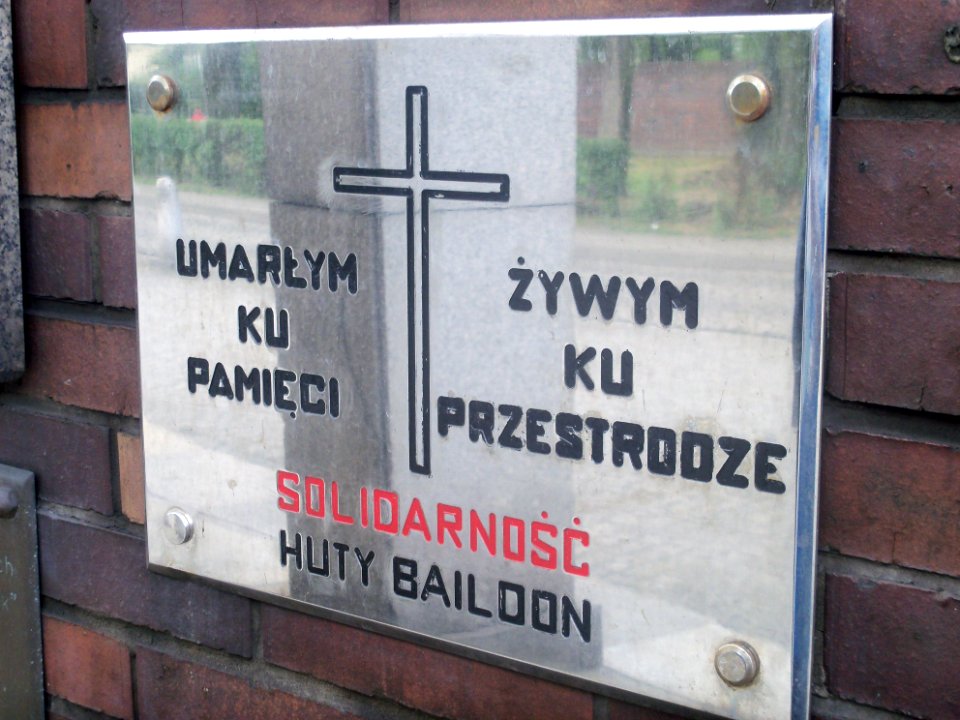 UMARŁYM
KU
PAMIĘCI
ŻYWYM
KU
PRZESTRODZE
SOLIDARNOŚĆ
HUTY BAILDON